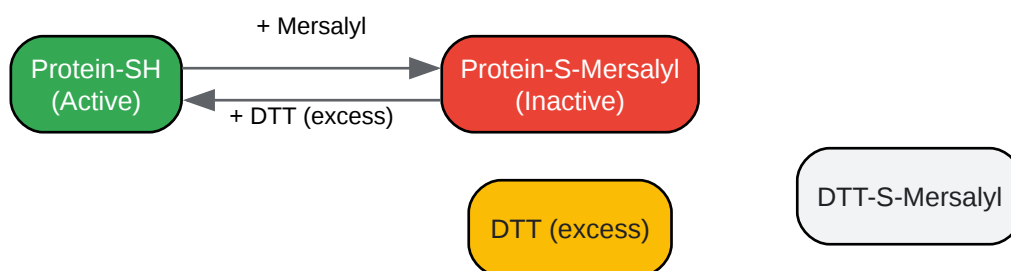 + Mersalyl
Protein-SH
(Active)
Protein-S-Mersalyl
(Inactive)
+ DTT (excess)
DTT-S-Mersalyl
DTT (excess)